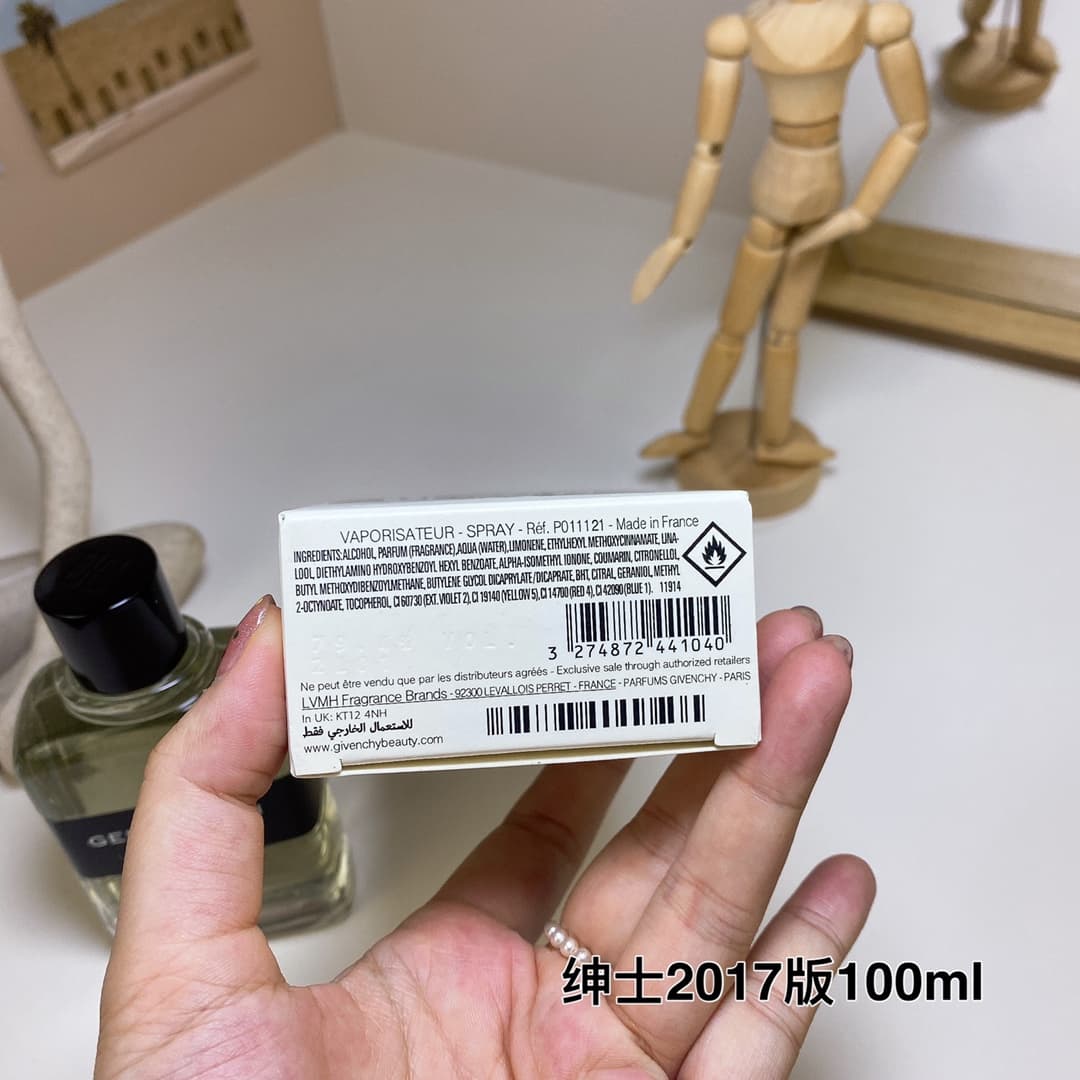 VAPORISATEUR - SPRAY - Réf. P011121 - Made in France
INGREDIENTS: ALCOHOL, PARFUM (FRAGRANCE), AQUA (WATER), LIMONENE, ETHYLHEXYL METHOXYCINNAMATE, LINA-
LOOL, DIETHYLAMINO HYDROXYBENZOYL HEXYL BENZOATE, ALPHA-ISOMETHYL IONONE, COUMARIN, CITRONELLOL,
BUTYL METHOXYDIBENZOYLMETHANE, BUTYLENE GLYCOL DICAPRYLATE/DICAPRATE, BHT, CITRAL, GERANIOL, METHYL
2-OCTYNOATE, TOCOPHEROL, CI 60730 (EXT. VIOLET 2), CI 19140 (YELLOW 5), CI 14700 (RED 4), CI 42090 (BLUE 1). 11914
3 274872 441040
Ne peut être vendu que par les distributeurs agréés - Exclusive sale through authorized retailers
LVMH Fragrance Brands - 92300 LEVALLOIS PERRET - FRANCE - PARFUMS GIVENCHY - PARIS
In UK: KT12 4NH
للاستعمال الخارجي فقط
www.givenchybeauty.com
GE
绅士2017版100ml